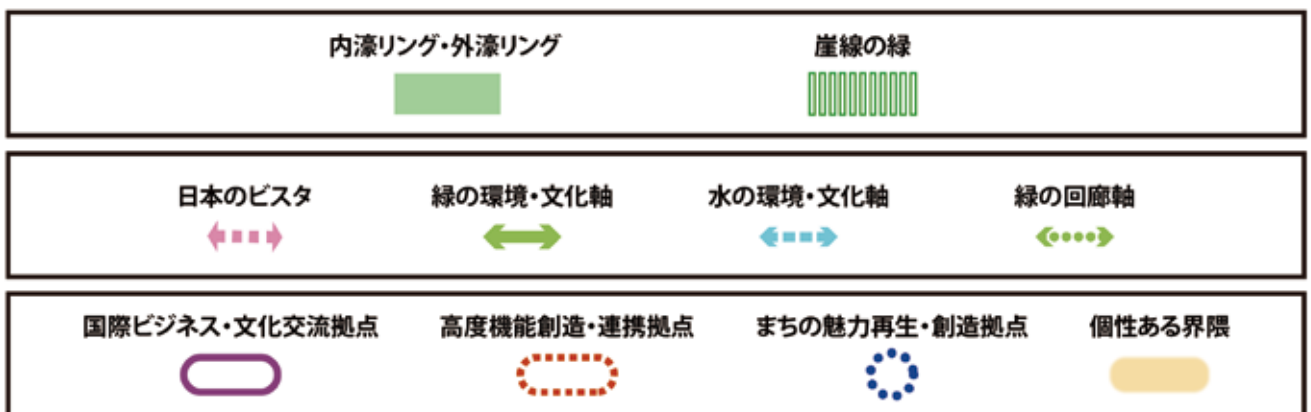 内濠リング・外濠リング
崖線の緑
日本のビスタ
緑の環境・文化軸
水の環境・文化軸
緑の回廊軸
国際ビジネス・文化交流拠点
高度機能創造・連携拠点
まちの魅力再生・創造拠点
個性ある界隈